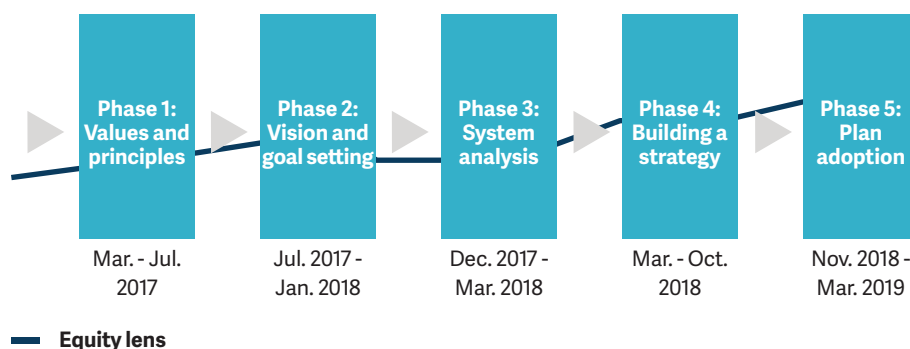 Phase 1:
Values and
principles
Phase 2:
Vision and
goal setting
Phase 3:
System
analysis
Phase 4:
Building a
strategy
Phase 5:
Plan
adoption
Mar. - Jul.
2017
Jul. 2017 -
Jan. 2018
Dec. 2017 -
Mar. 2018
Mar. - Oct.
2018
Nov. 2018 -
Mar. 2019
Equity lens